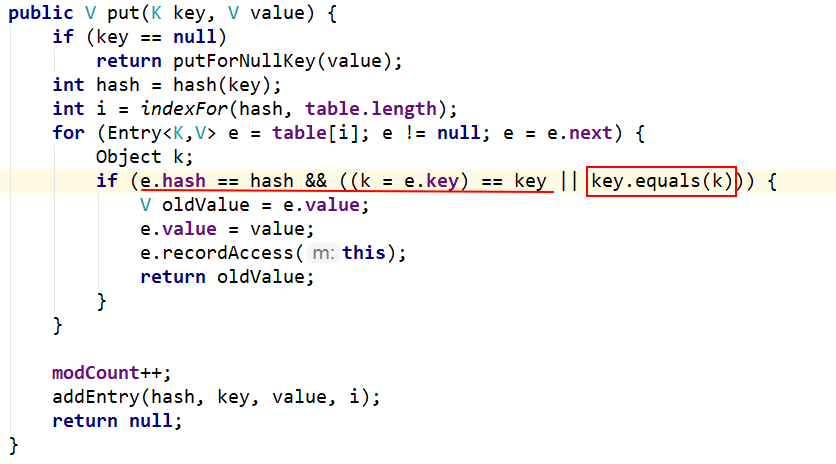 public V put(K key, V value) {
    if (key == null)
        return putForNullKey(value);
    int hash = hash(key);
    int i = indexFor(hash, table.length);
    for (Entry<K,V> e = table[i]; e != null; e = e.next) {
        Object k;
        if (e.hash == hash && ((k = e.key) == key || key.equals(k))) {
            V oldValue = e.value;
            e.value = value;
            e.recordAccess( m: this);
            return oldValue;
        }
    }

    modCount++;
    addEntry(hash, key, value, i);
    return null;
}